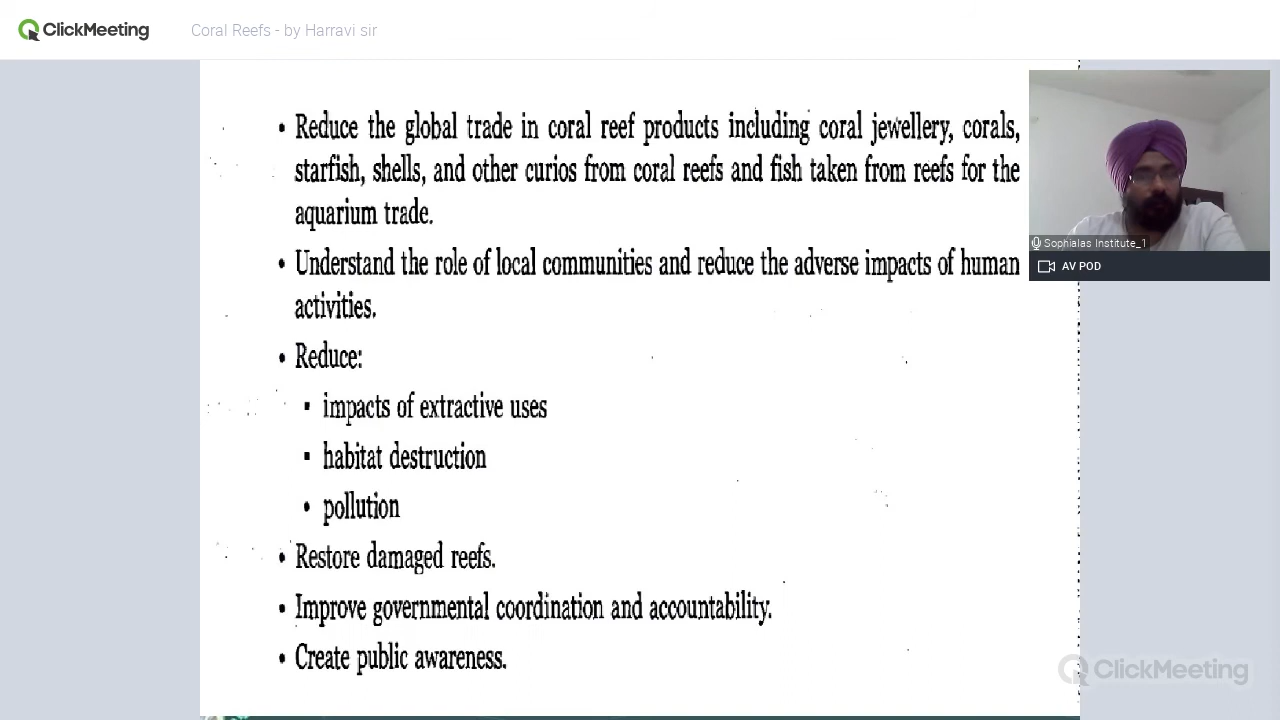 ClickMeeting
Coral Reefs - by Harravi sir
• Reduce the global trade in coral reef products including coral jewellery, corals,
starfish, shells, and other curios from coral reefs and fish taken from reefs for the
aquarium trade.
• Understand the role of local communities and reduce the adverse impacts of human
activities.
• Reduce:
▪ impacts of extractive uses
▪ habitat destruction
• pollution
• Restore damaged reefs.
• Improve governmental coordination and accountability.
• Create public awareness.
Sophialas Institute_1
AV POD
ClickMeeting